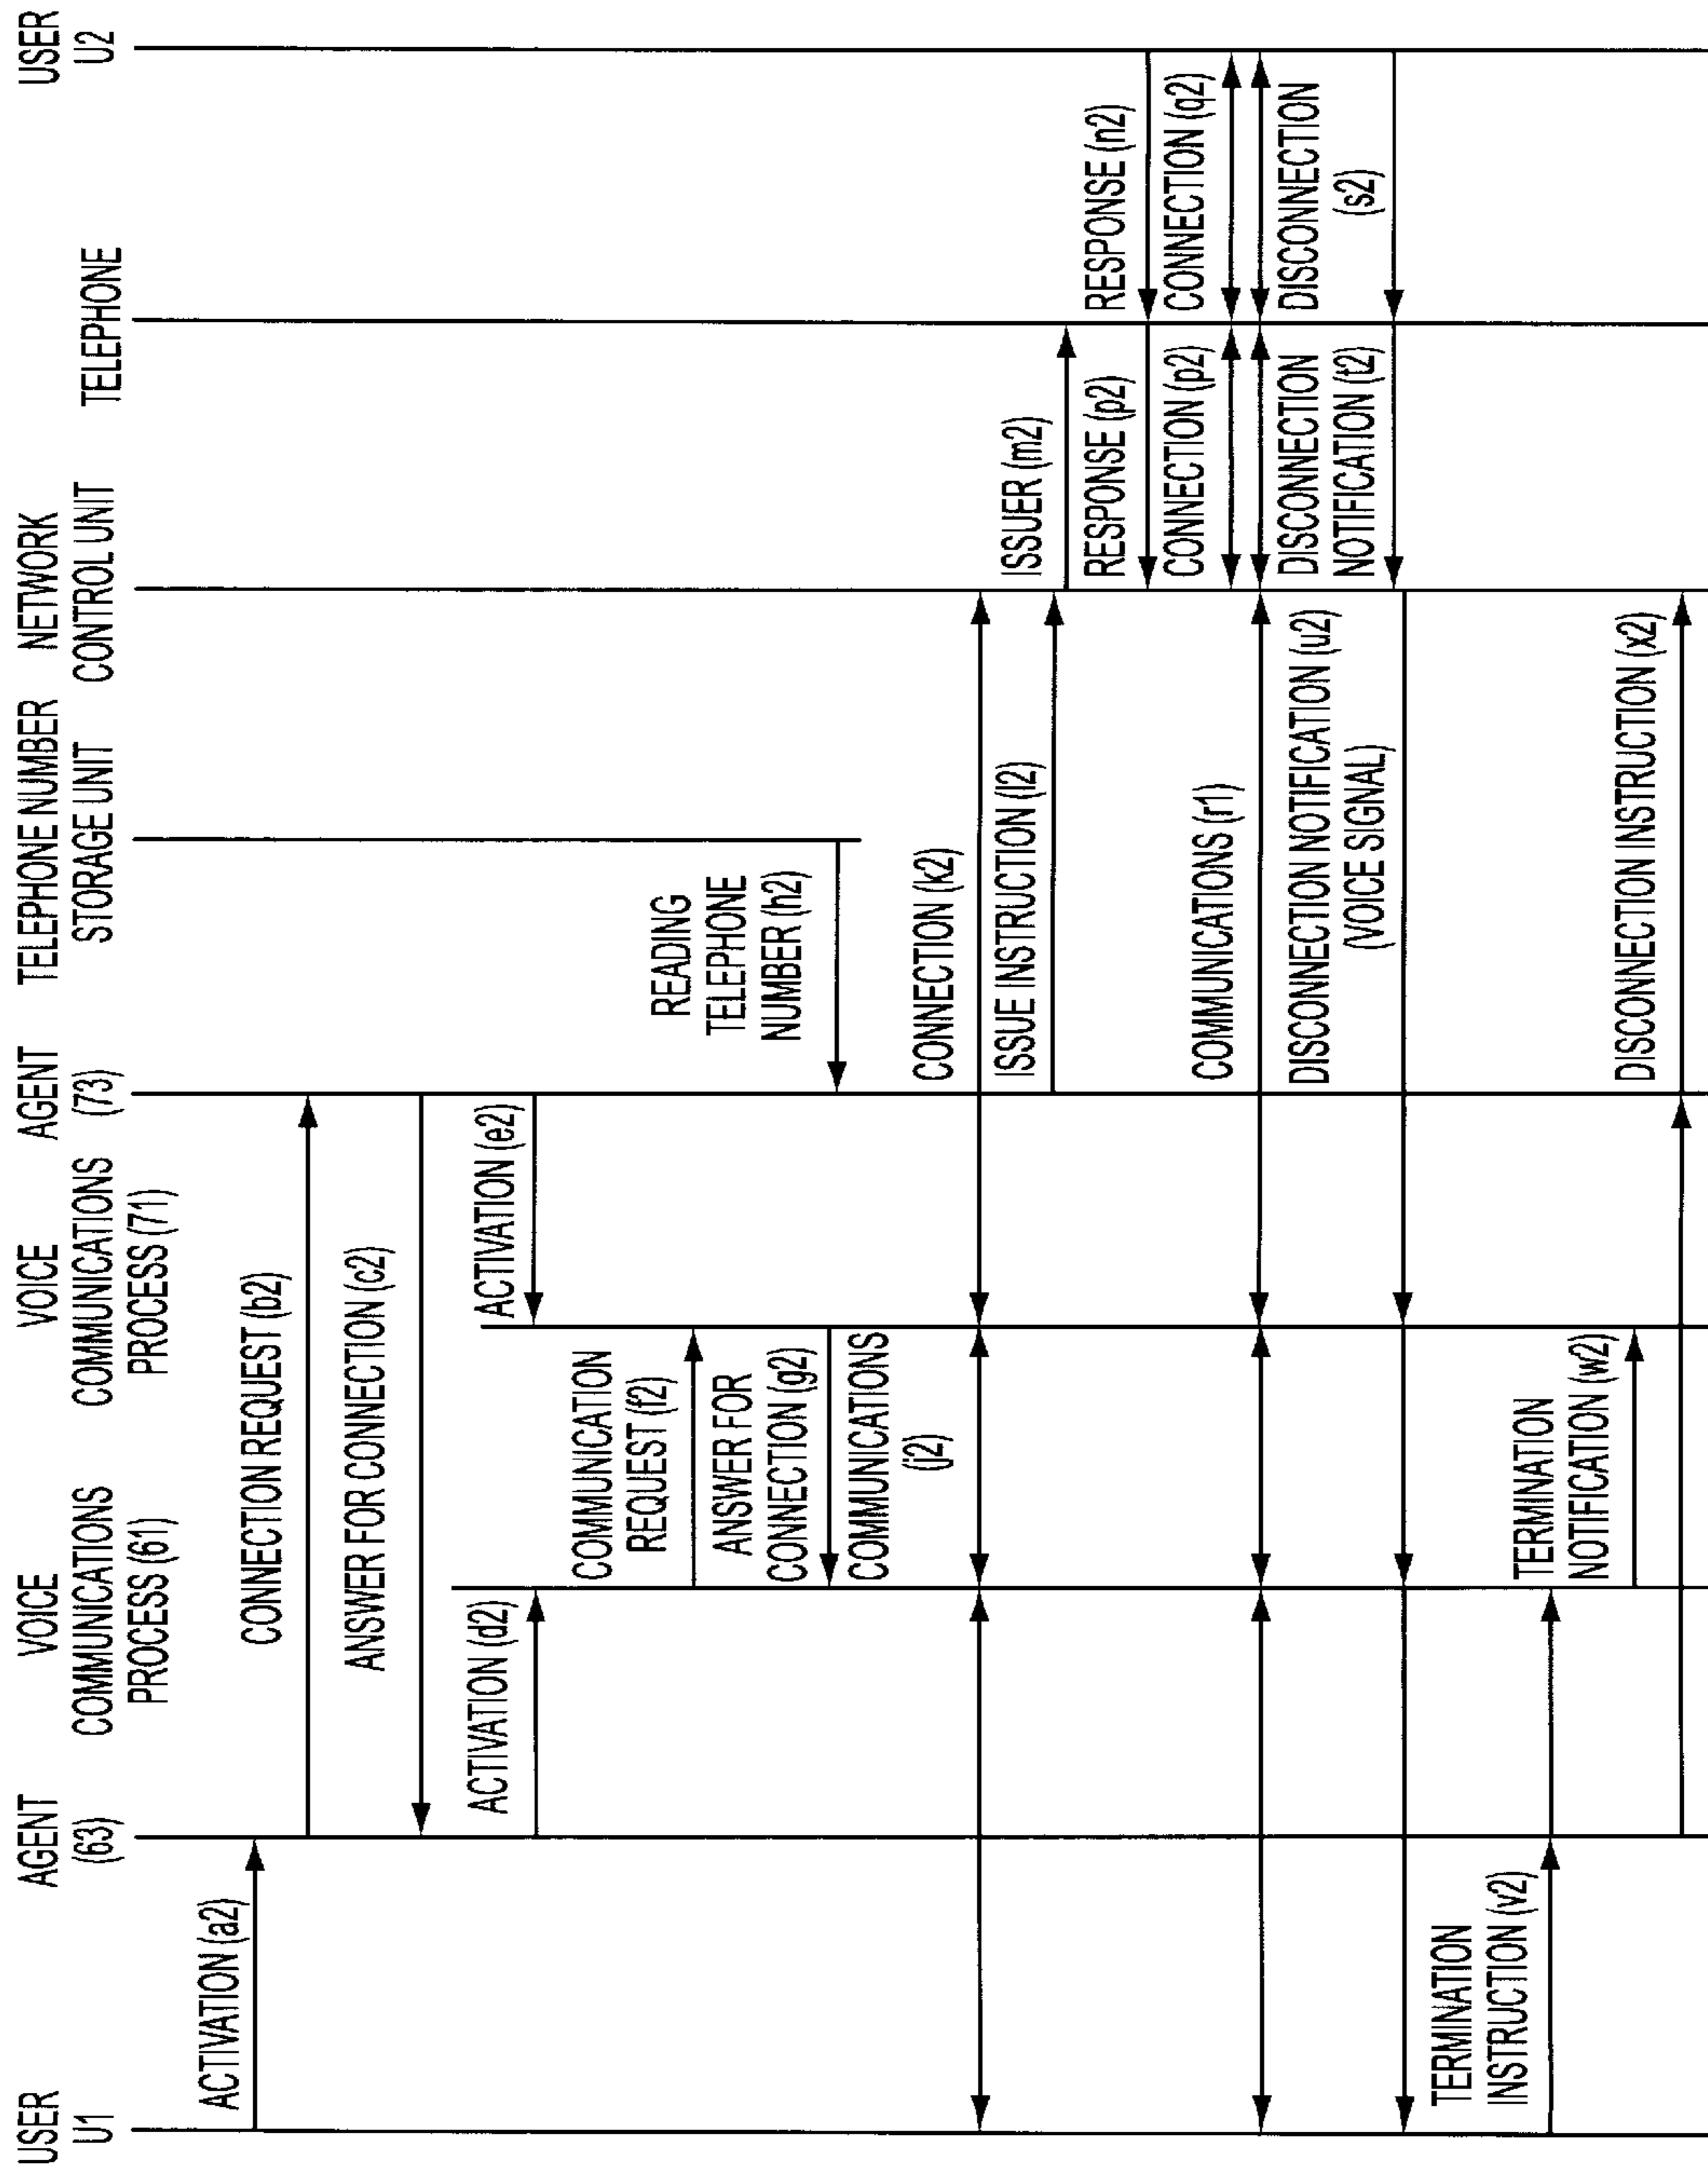 USER
U1
AGENT
(63)
VOICE
COMMUNICATIONS
PROCESS (61)
VOICE
COMMUNICATIONS
PROCESS (71)
AGENT
(73)
TELEPHONE NUMBER
STORAGE UNIT
NETWORK
CONTROL UNIT
TELEPHONE
USER
U2
ACTIVATION (a2)
CONNECTION REQUEST (b2)
ANSWER FOR CONNECTION (c2)
ACTIVATION (d2)
ACTIVATION (e2)
COMMUNICATION
REQUEST (f2)
ANSWER FOR
CONNECTION (g2)
READING
TELEPHONE
NUMBER (h2)
COMMUNICATIONS
(j2)
CONNECTION (k2)
ISSUE INSTRUCTION (l2)
ISSUER (m2)
RESPONSE (p2)
RESPONSE (n2)
CONNECTION (p2)
CONNECTION (q2)
COMMUNICATIONS (r1)
DISCONNECTION
(s2)
DISCONNECTION
NOTIFICATION (t2)
DISCONNECT NOTIFICATION (u2)
(VOICE SIGNAL)
TERMINATION
INSTRUCTION (v2)
TERMINATION
NOTIFICATION (w2)
DISCONNECT INSTRUCTION (x2)